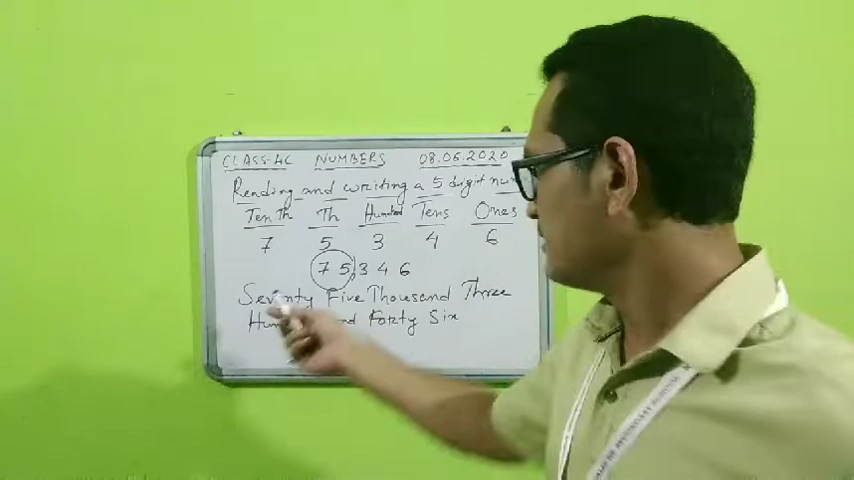 CLASS-4C NUMBERS 08.06.2020
Reading and writing a 5 digit
Ten Th Th Hundred Tens Ones
7 5 3 4 6
75,346
Seventy Five Thousand Three
Forty Six